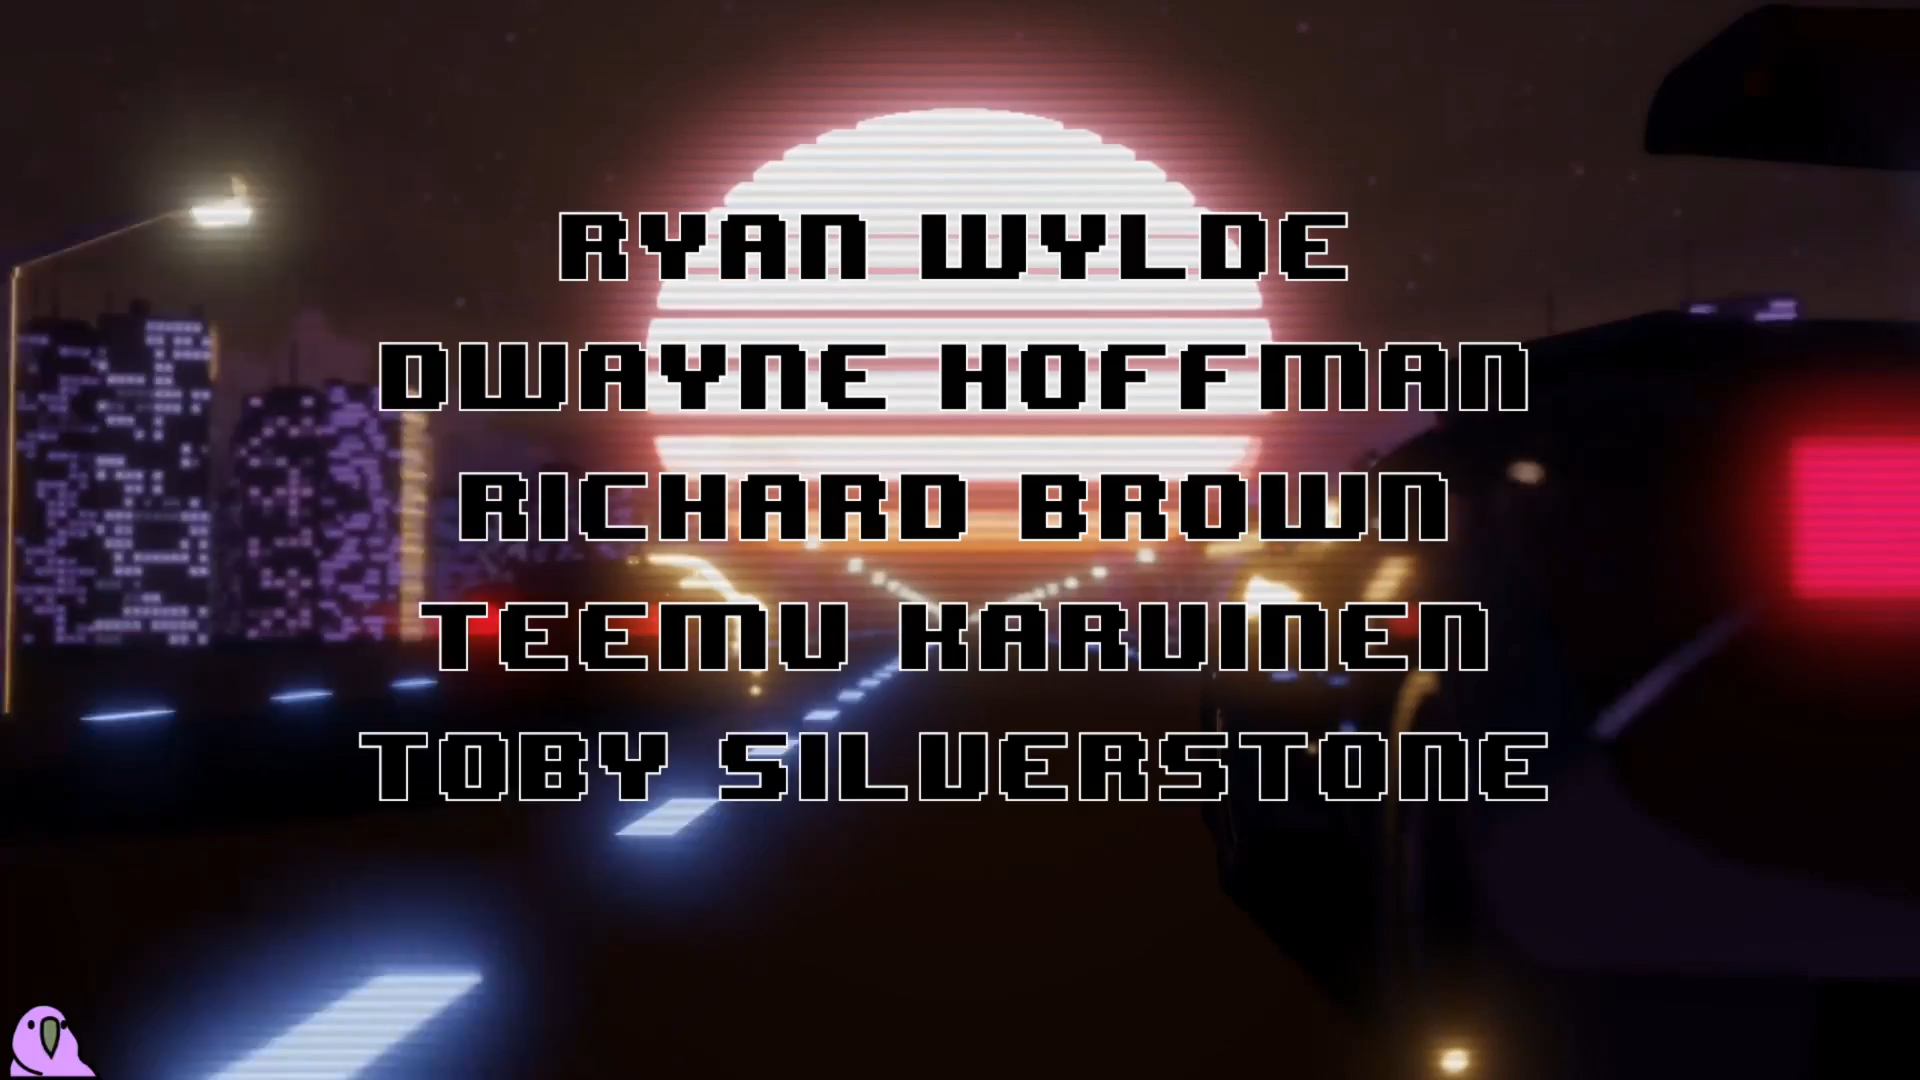 RYAN WYLDE
DWAYNE HOFFMAN
RICHARD BROWN
TEEMU KARVINEN
TOBY SILVERSTONE